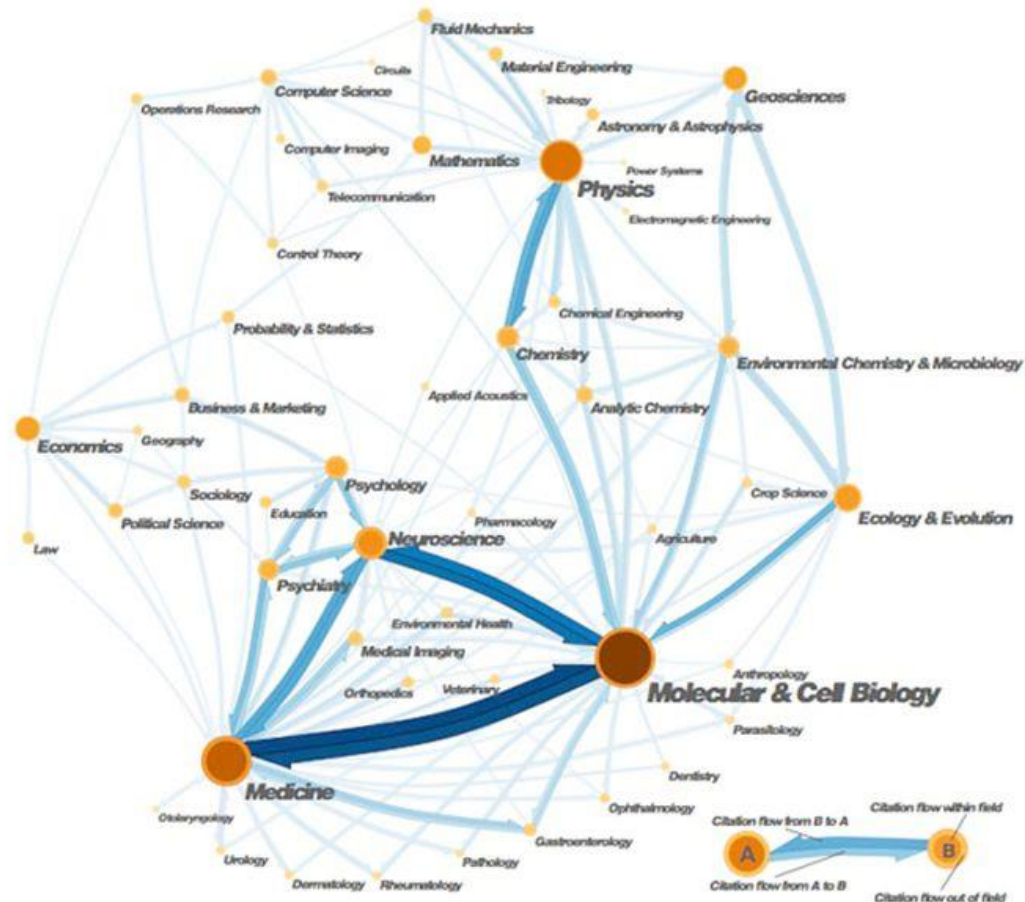 Fluid Mechanics
Material Engineering
Circuits
Computer Science
Geosciences
Operations Research
Tribology
Astronomy & Astrophysics
Computer Imaging
Mathematics
Power Systems
Physics
Telecommunication
Electromagnetic Engineering
Control Theory
Chemical Engineering
Probability & Statistics
Chemistry
Environmental Chemistry & Microbiology
Applied Acoustics
Analytic Chemistry
Business & Marketing
Economics
Geography
Psychology
Sociology
Crop Science
Education
Political Science
Pharmacology
Ecology & Evolution
Neuroscience
Agriculture
Law
Psychiatry
Environmental Health
Medical Imaging
Anthropology
Orthopedics
Veterinary
Molecular & Cell Biology
Parasitology
Dentistry
Medicine
Ophthalmology
Otolaryngology
Gastroenterology
Urology
Pathology
Dermatology
Rheumatology
Citation flow within field
Citation flow from B to A
A
B
Citation flow from A to B
Citation flow out of field